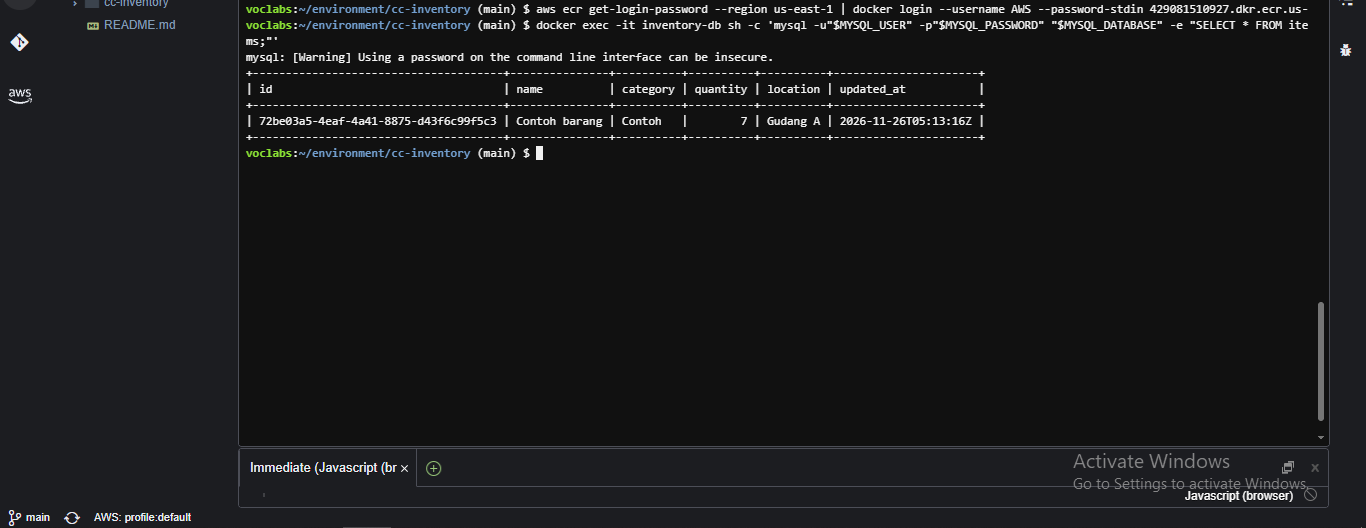 cc-inventory
README.md
aws
voclabs:~/environment/cc-inventory (main) $ aws ecr get-login-password --region us-east-1 | docker login --username AWS --password-stdin 429081510927.dkr.ecr.us-
voclabs:~/environment/cc-inventory (main) $ docker exec -it inventory-db sh -c 'mysql -u"$MYSQL_USER" -p"$MYSQL_PASSWORD" "$MYSQL_DATABASE" -e "SELECT * FROM ite
ms;"'
mysql: [Warning] Using a password on the command line interface can be insecure.
+--------------------------------------+---------------+----------+----------+----------+----------------------+
| id | name | category | quantity | location | updated_at |
+--------------------------------------+---------------+----------+----------+----------+----------------------+
| 72be03a5-4eaf-4a41-8875-d43f6c99f5c3 | Contoh barang | Contoh | 7 | Gudang A | 2026-11-26T05:13:16Z |
+--------------------------------------+---------------+----------+----------+----------+----------------------+
voclabs:~/environment/cc-inventory (main) $
Immediate (Javascript (br ×
Activate Windows
Go to Settings to activate Windows.
Javascript (browser)
main
AWS: profile:default